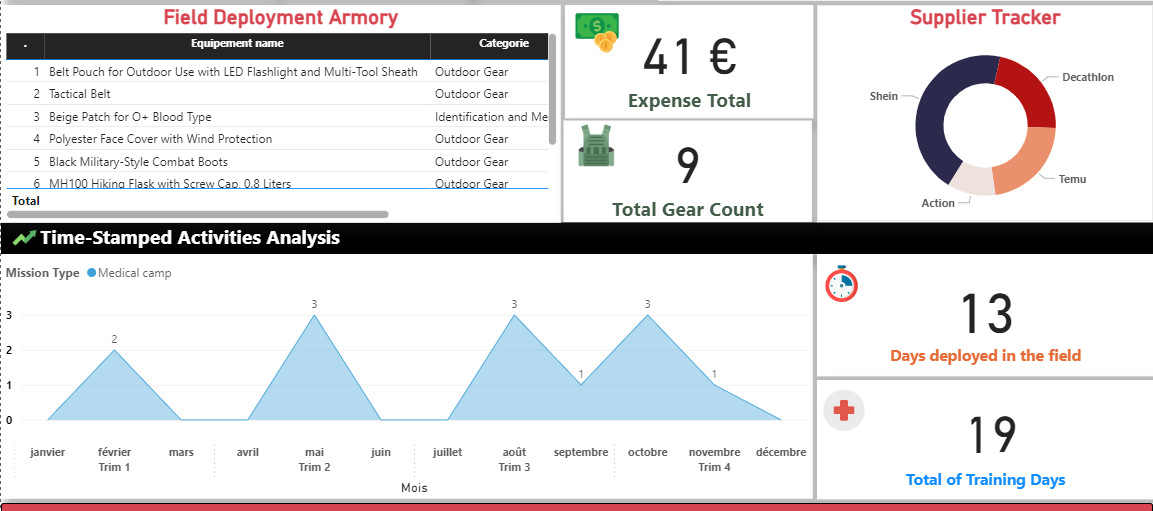 Field Deployment Armory
. Equipement name Categorie
1 Belt Pouch for Outdoor Use with LED Flashlight and Multi-Tool Sheath Outdoor Gear
2 Tactical Belt Outdoor Gear
3 Beige Patch for O+ Blood Type Identification and Me
4 Polyester Face Cover with Wind Protection Outdoor Gear
5 Black Military-Style Combat Boots Outdoor Gear
6 MH100 Hiking Flask with Screw Cap, 0.8 Liters Outdoor Gear
Total
41 €
Expense Total
9
Total Gear Count
Supplier Tracker
Decathlon
Shein
Temu
Action
Time-Stamped Activities Analysis
Mission Type Medical camp
3
2
1
0
2
3
3
1
3
1
janvier février mars avril mai juin juillet août septembre octobre novembre décembre
Trim 1 Trim 2 Trim 3 Trim 4
Mois
13
Days deployed in the field
19
Total of Training Days